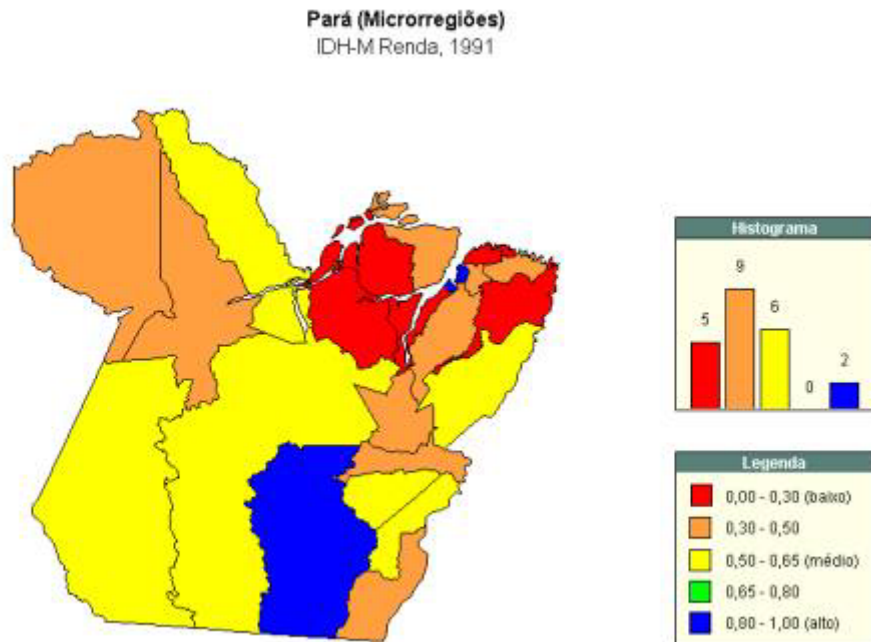 Pará (Microrregiões)
IDH-M Renda, 1991
Histograma
5
9
6
0
2
Legenda
0,00 - 0,30 (baixo)
0,30 - 0,50
0,50 - 0,65 (médio)
0,65 - 0,80
0,80 - 1,00 (alto)